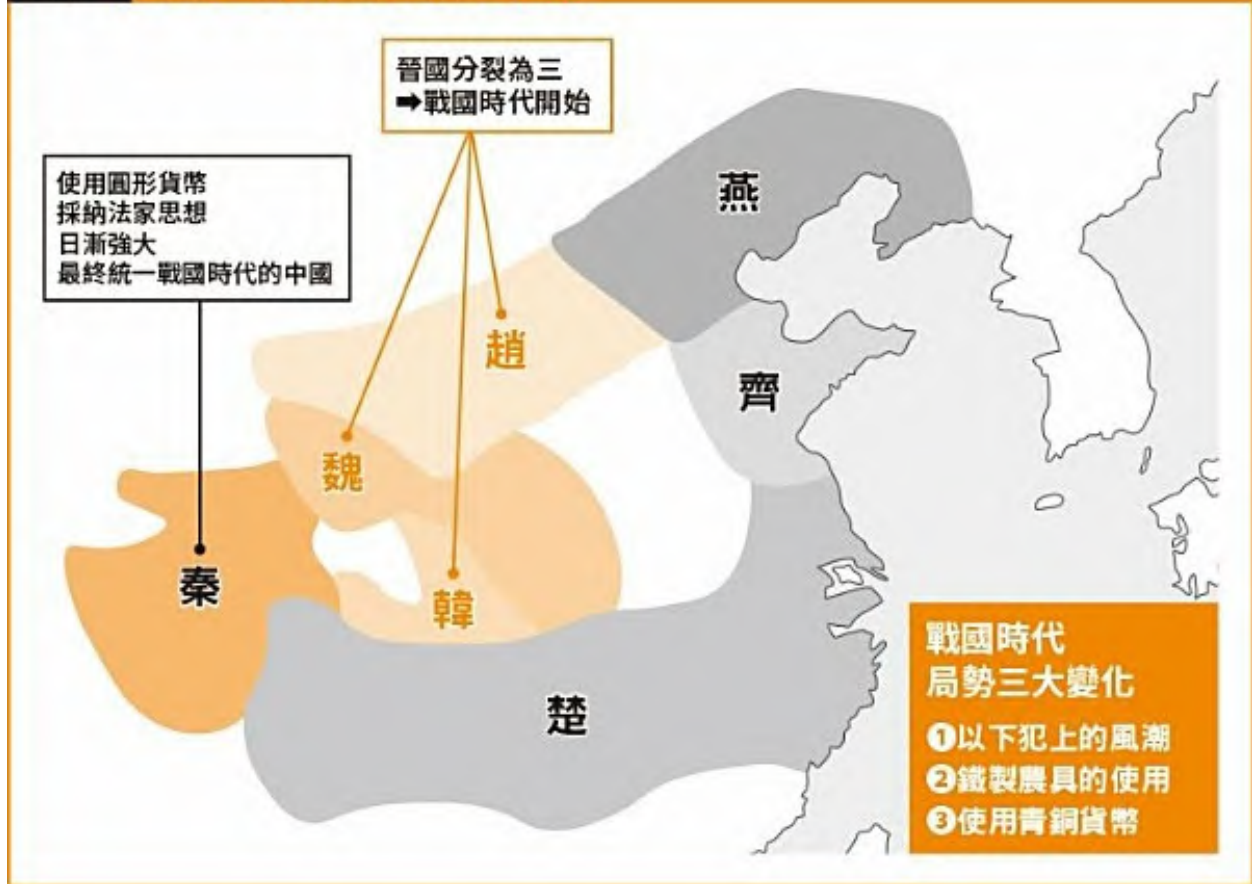 晉國分裂為三
➡戰國時代開始
使用圓形貨幣
採納法家思想
日漸強大
最終統一戰國時代的中國
燕
趙
齊
魏
秦
韓
楚
戰國時代
局勢三大變化
❶以下犯上的風潮
❷鐵製農具的使用
❸使用青銅貨幣